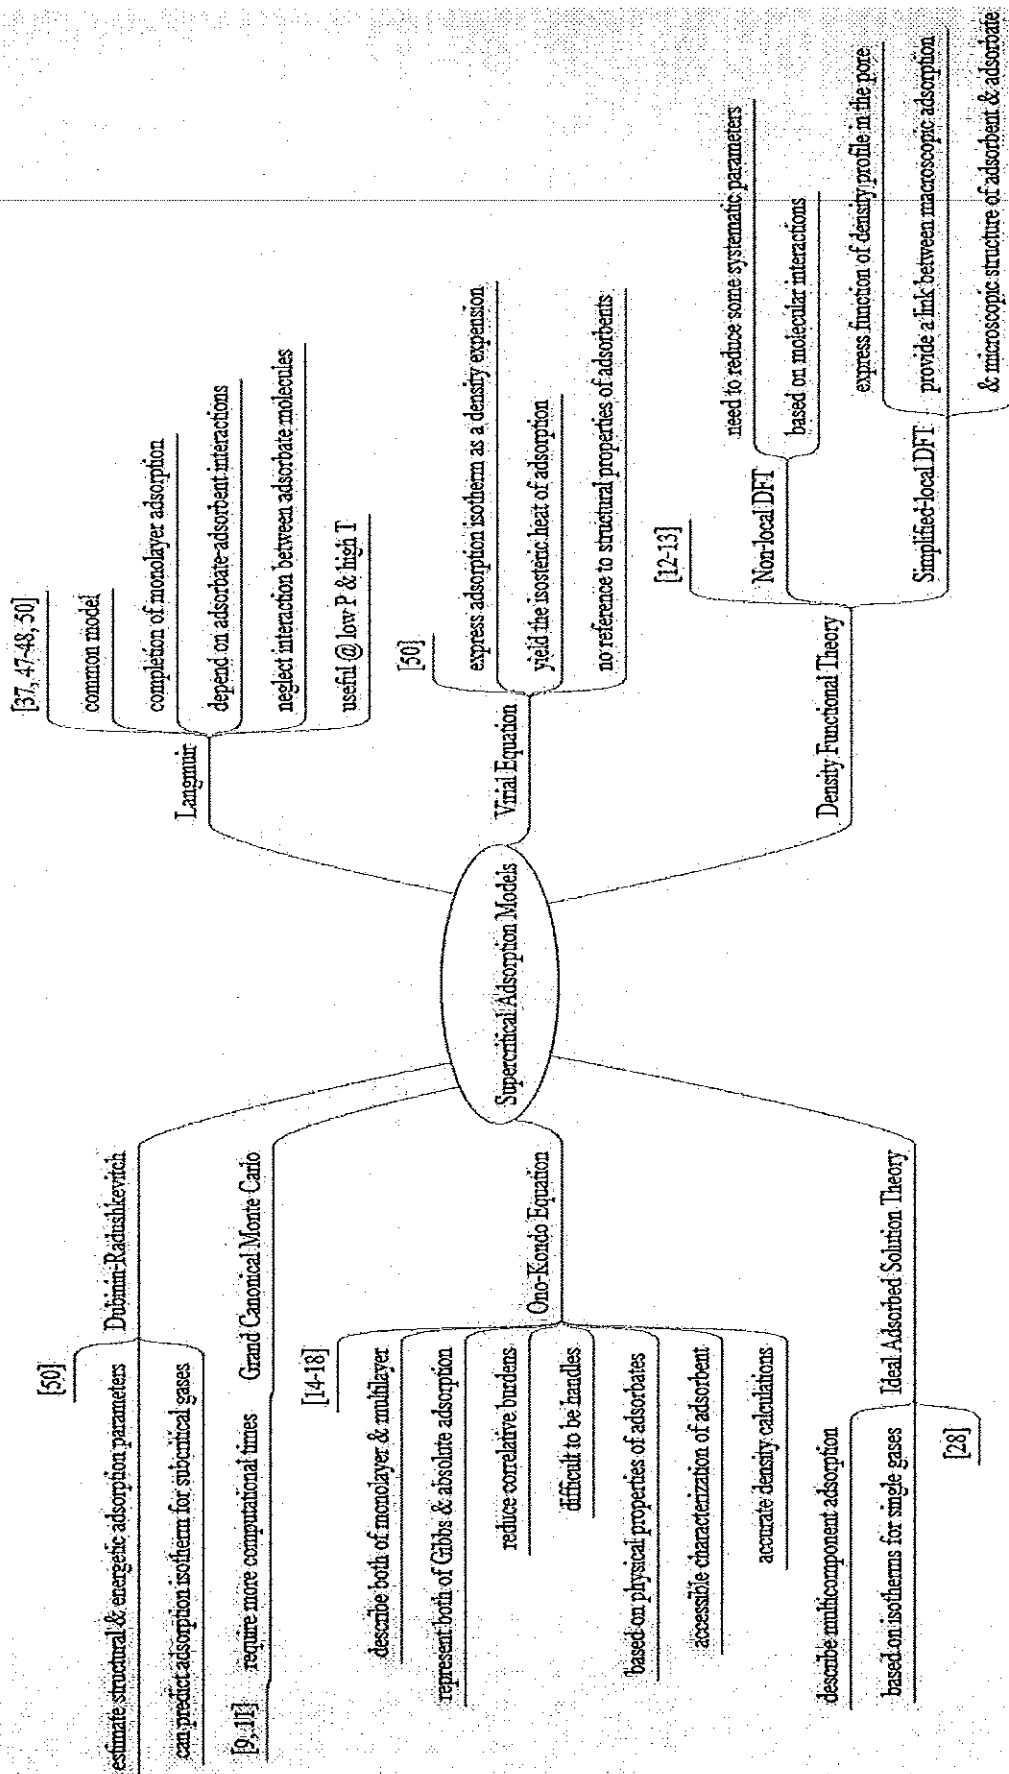 Supercritical Adsorption Models
Dubinin-Radushkevitch
[50]
estimate structural & energetic adsorption parameters
can predict adsorption isotherm for subcritical gases
Grand Canonical Monte Carlo
require more computational times
[9, 11]
Ono-Kondo Equation
[14-18]
describe both of monolayer & multilayer
represent both of Gibbs & absolute adsorption
reduce correlative burdens
difficult to be handles
based on physical properties of adsorbates
accessible characterization of adsorbent
accurate density calculations
Ideal Adsorbed Solution Theory
describe multicomponent adsorption
based on isotherms for single gases
[28]
Langmuir
[37, 47-48, 50]
common model
completion of monolayer adsorption
depend on adsorbate-adsorbent interactions
neglect interaction between adsorbate molecules
useful @ low P & high T
Virial Equation
[50]
express adsorption isotherm as a density expension
yield the isosteric heat of adsorption
no reference to structural properties of adsorbents
Density Functional Theory
[12-13]
Non-local DFT
need to reduce some systematic parameters
based on molecular interactions
Simplified-local DFT
express function of density profile in the pore
provide a link between macroscopic adsorption
& microscopic structure of adsorbent & adsorbate